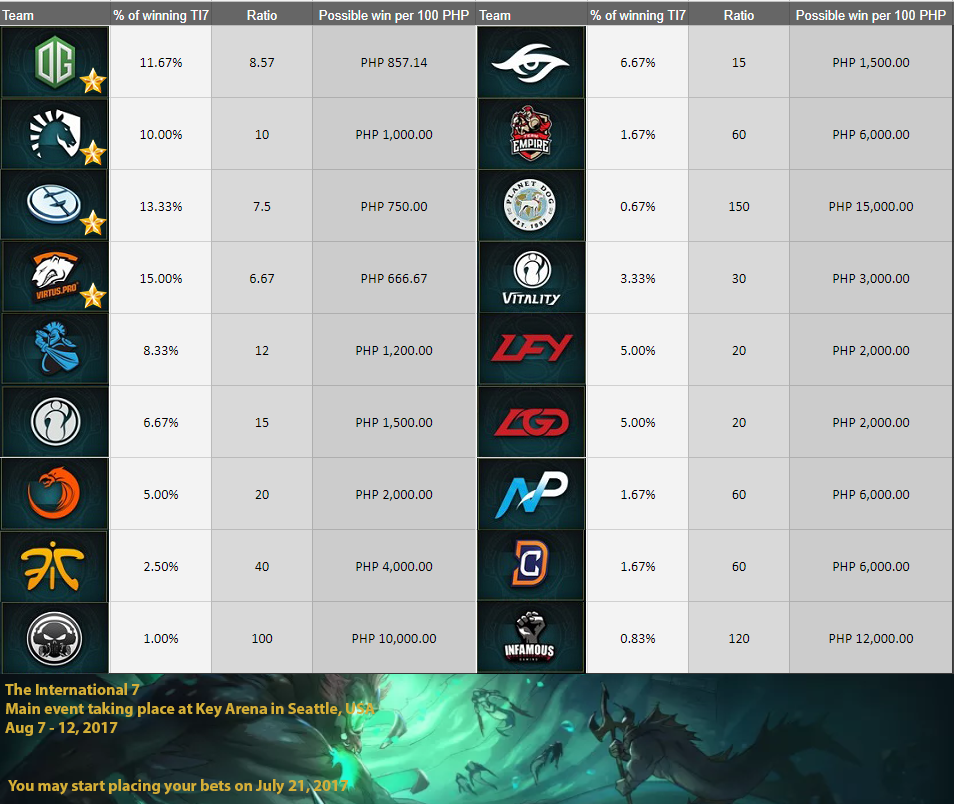 Team % of winning TI7 Ratio Possible win per 100 PHP Team % of winning TI7 Ratio Possible win per 100 PHP
OG 11.67% 8.57 PHP 857.14 6.67% 15 PHP 1,500.00
10.00% 10 PHP 1,000.00 TEAM EMPIRE 1.67% 60 PHP 6,000.00
13.33% 7.5 PHP 750.00 PLANET DOG EST. 1997 0.67% 150 PHP 15,000.00
VIRTUS.PRO 15.00% 6.67 PHP 666.67 VITALITY 3.33% 30 PHP 3,000.00
8.33% 12 PHP 1,200.00 LFY 5.00% 20 PHP 2,000.00
6.67% 15 PHP 1,500.00 LGD 5.00% 20 PHP 2,000.00
5.00% 20 PHP 2,000.00 NP 1.67% 60 PHP 6,000.00
2.50% 40 PHP 4,000.00 DC 1.67% 60 PHP 6,000.00
1.00% 100 PHP 10,000.00 INFAMOUS GAMING 0.83% 120 PHP 12,000.00
The International 7
Main event taking place at Key Arena in Seattle, USA
Aug 7 - 12, 2017
You may start placing your bets on July 21, 2017